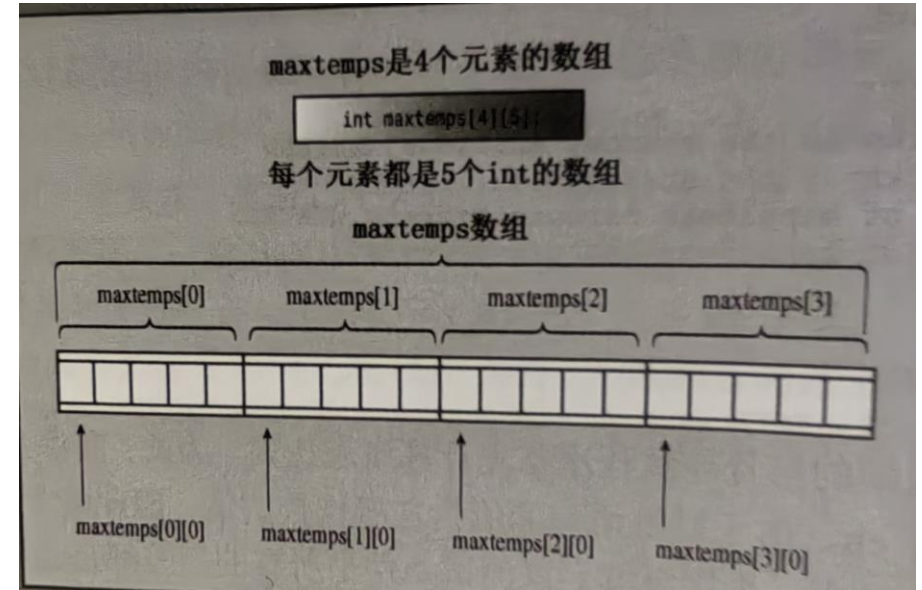 maxtemps是4个元素的数组
int maxtemps[4][5];
每个元素都是5个int的数组
maxtemps数组
maxtemps[0] maxtemps[1] maxtemps[2] maxtemps[3]
maxtemps[0][0] maxtemps[1][0] maxtemps[2][0] maxtemps[3][0]